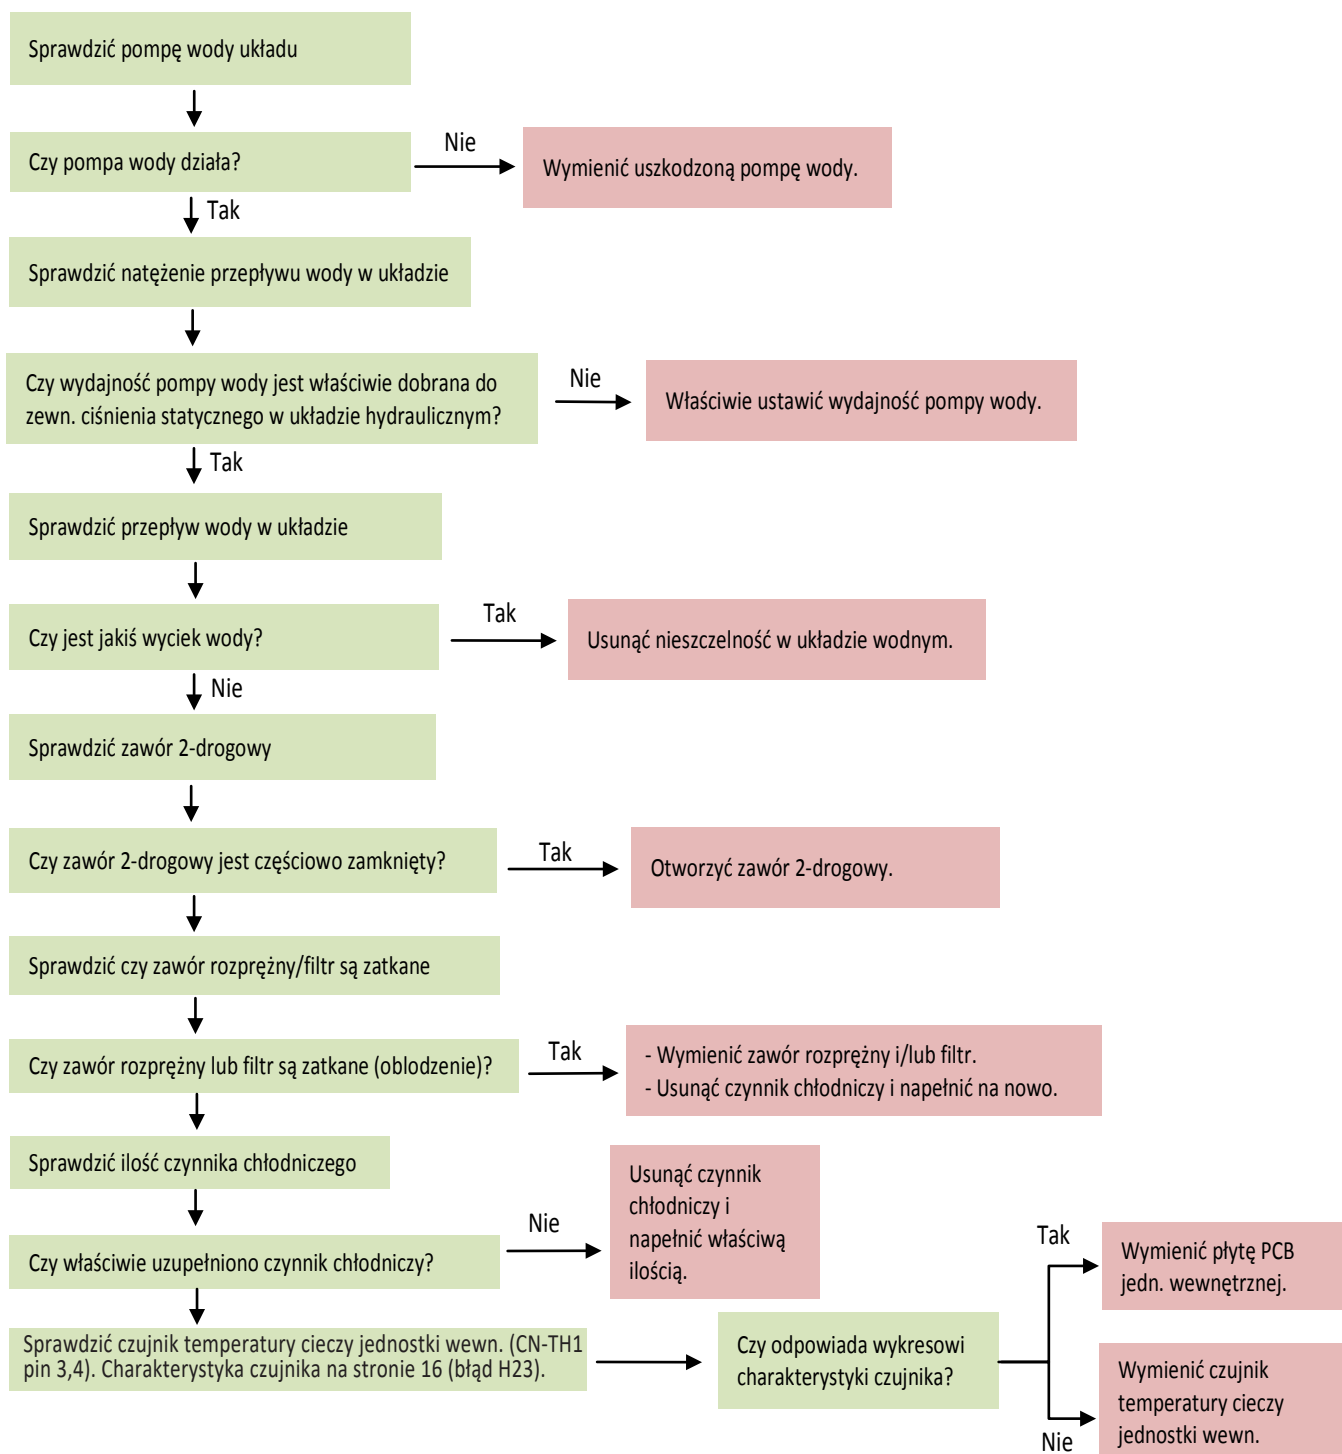 Sprawdzić pompę wody układu
Czy pompa wody działa?
Nie
Wymienić uszkodzoną pompę wody.
Tak
Sprawdzić natężenie przepływu wody w układzie
Czy wydajność pompy wody jest właściwie dobrana do
zewn. ciśnienia statycznego w układzie hydraulicznym?
Nie
Właściwie ustawić wydajność pompy wody.
Tak
Sprawdzić przepływ wody w układzie
Czy jest jakiś wyciek wody?
Tak
Usunąć nieszczelność w układzie wodnym.
Nie
Sprawdzić zawór 2-drogowy
Czy zawór 2-drogowy jest częściowo zamknięty?
Tak
Otworzyć zawór 2-drogowy.
Sprawdzić czy zawór rozprężny/filtr są zatkane
Czy zawór rozprężny lub filtr są zatkane (oblodzenie)?
Tak
- Wymienić zawór rozprężny i/lub filtr.
- Usunąć czynnik chłodniczy i napełnić na nowo.
Sprawdzić ilość czynnika chłodniczego
Czy właściwie uzupełniono czynnik chłodniczy?
Nie
Usunąć czynnik
chłodniczy i
napełnić właściwą
ilością.
Sprawdzić czujnik temperatury cieczy jednostki wewn. (CN-TH1
pin 3,4). Charakterystyka czujnika na stronie 16 (błąd H23).
Czy odpowiada wykresowi
charakterystyki czujnika?
Tak
Wymienić płytę PCB
jedn. wewnętrznej.
Nie
Wymienić czujnik
temperatury cieczy
jednostki wewn.